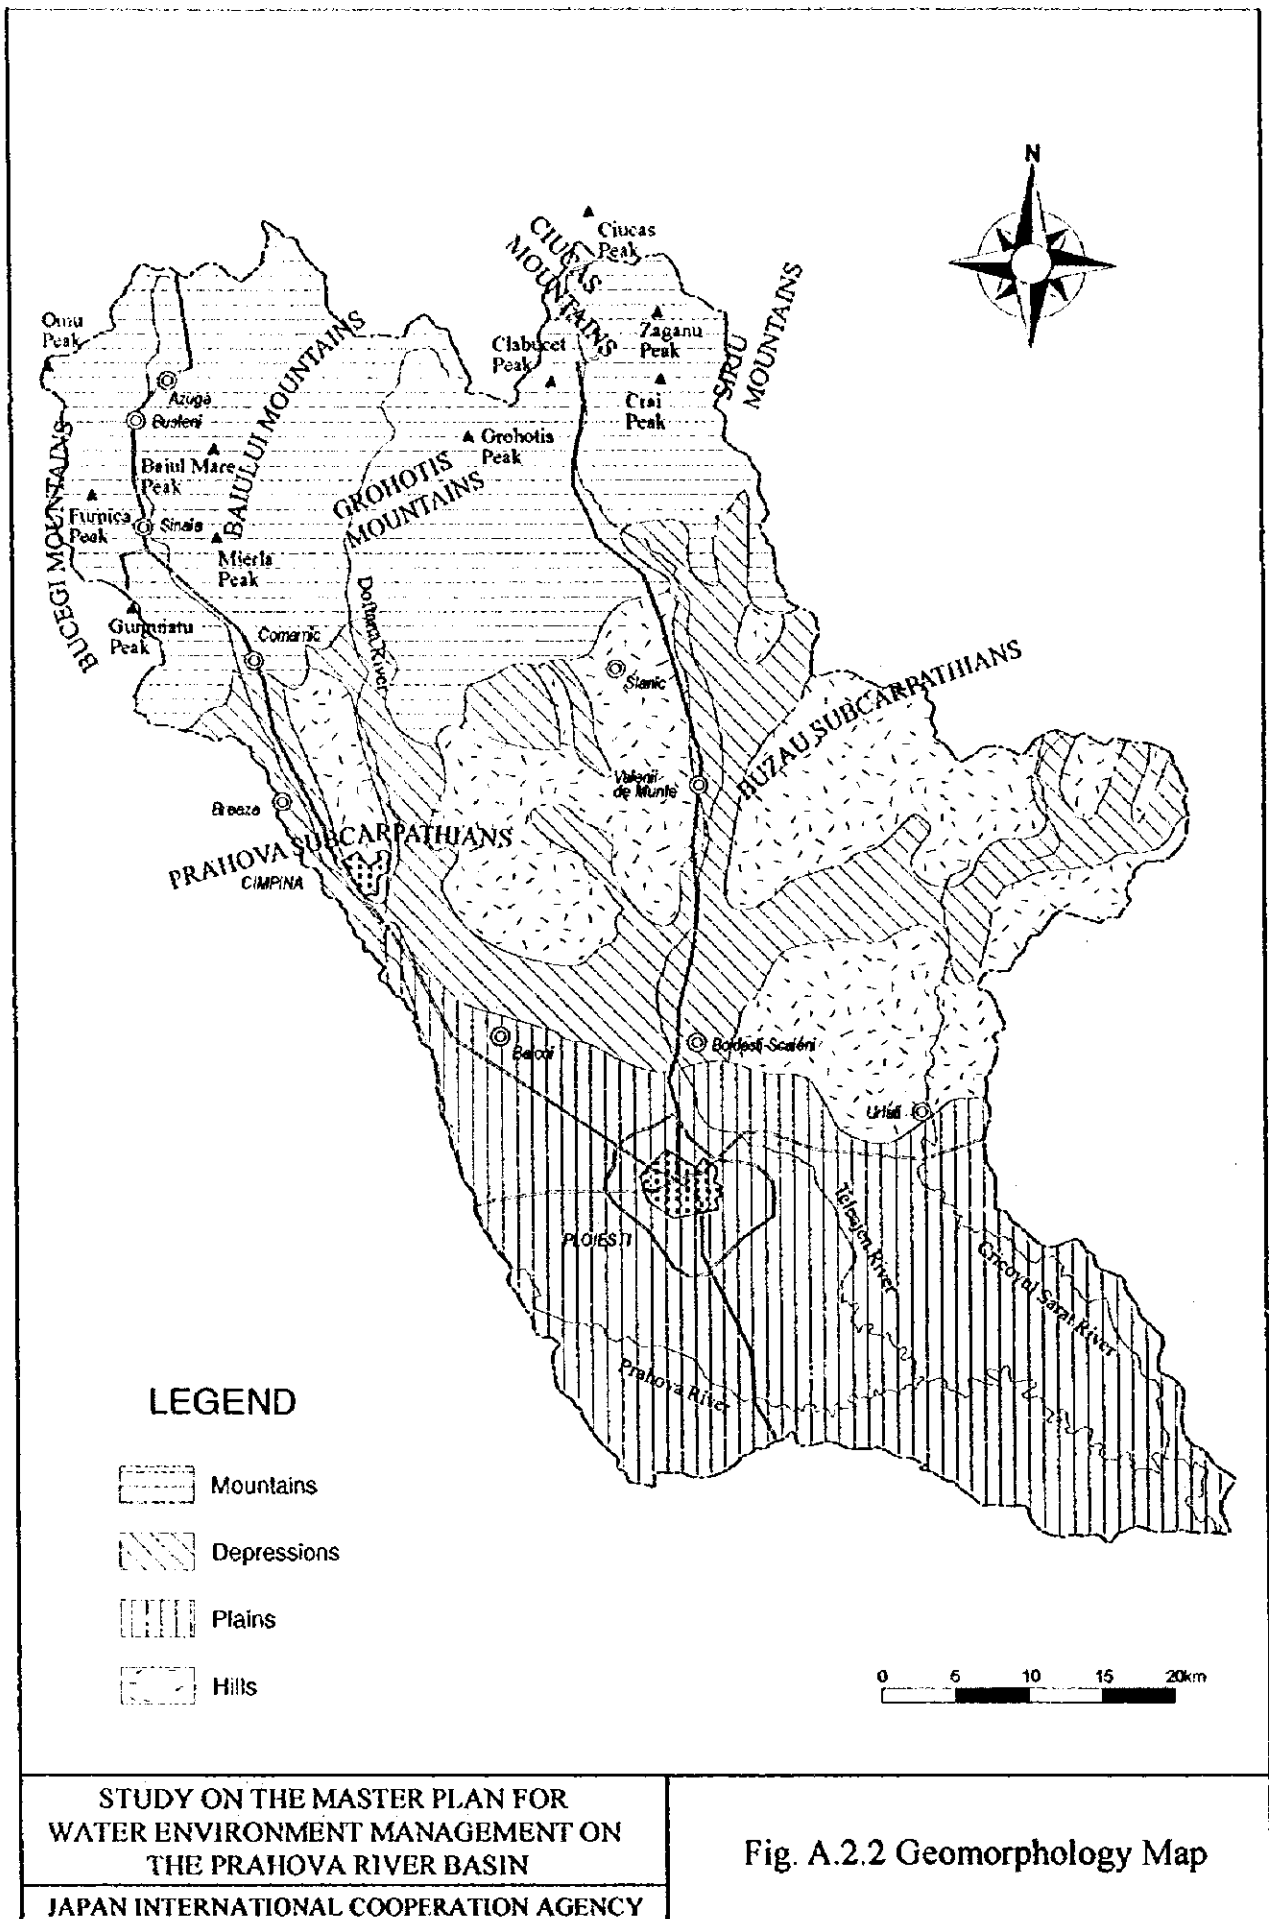 N
CIUCAS
MOUNTAINS
Ciucas
Peak
SIRIU
MOUNTAINS
Omu
Peak
Zaganu
Peak
Clabucet
Peak
Crai
Peak
Azuga
Busteni
BAIULUI MOUNTAINS
Grohotis
Peak
Baiul Mare
Peak
GROHOTIS
MOUNTAINS
BUCEGI MOUNTAINS
Furnica
Peak
Sinaia
Mierla
Peak
Doftana River
Peak
Comarnic
Slanic
BUZAU SUBCARPATHIANS
Valenii
de Munte
Breaza
PRAHOVA SUBCARPATHIANS
CIMPINA
Baicoi
Boldesti-Scaieni
Urlati
PLOIESTI
Teleajen River
Cricovul Sarat River
Prahova River
LEGEND
Mountains
Depressions
Plains
Hills
0 5 10 15 20km
STUDY ON THE MASTER PLAN FOR
WATER ENVIRONMENT MANAGEMENT ON
THE PRAHOVA RIVER BASIN
JAPAN INTERNATIONAL COOPERATION AGENCY
Fig. A.2.2 Geomorphology Map